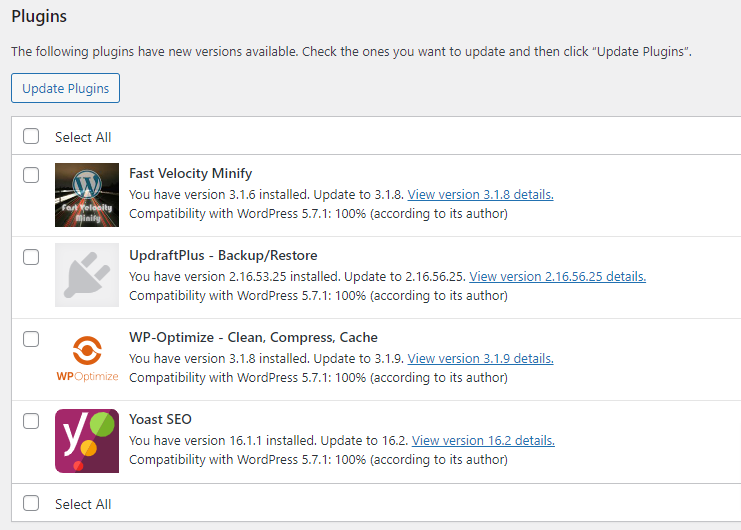 Plugins
The following plugins have new versions available. Check the ones you want to update and then click “Update Plugins”.
Update Plugins
Select All
Fast Velocity Minify
Fast Velocity
Minify
You have version 3.1.6 installed. Update to 3.1.8. View version 3.1.8 details.
Compatibility with WordPress 5.7.1: 100% (according to its author)
UpdraftPlus - Backup/Restore
You have version 2.16.53.25 installed. Update to 2.16.56.25. View version 2.16.56.25 details.
Compatibility with WordPress 5.7.1: 100% (according to its author)
WP-Optimize - Clean, Compress, Cache
WPOptimize
You have version 3.1.8 installed. Update to 3.1.9. View version 3.1.9 details.
Compatibility with WordPress 5.7.1: 100% (according to its author)
Yoast SEO
y
You have version 16.1.1 installed. Update to 16.2. View version 16.2 details.
Compatibility with WordPress 5.7.1: 100% (according to its author)
Select All